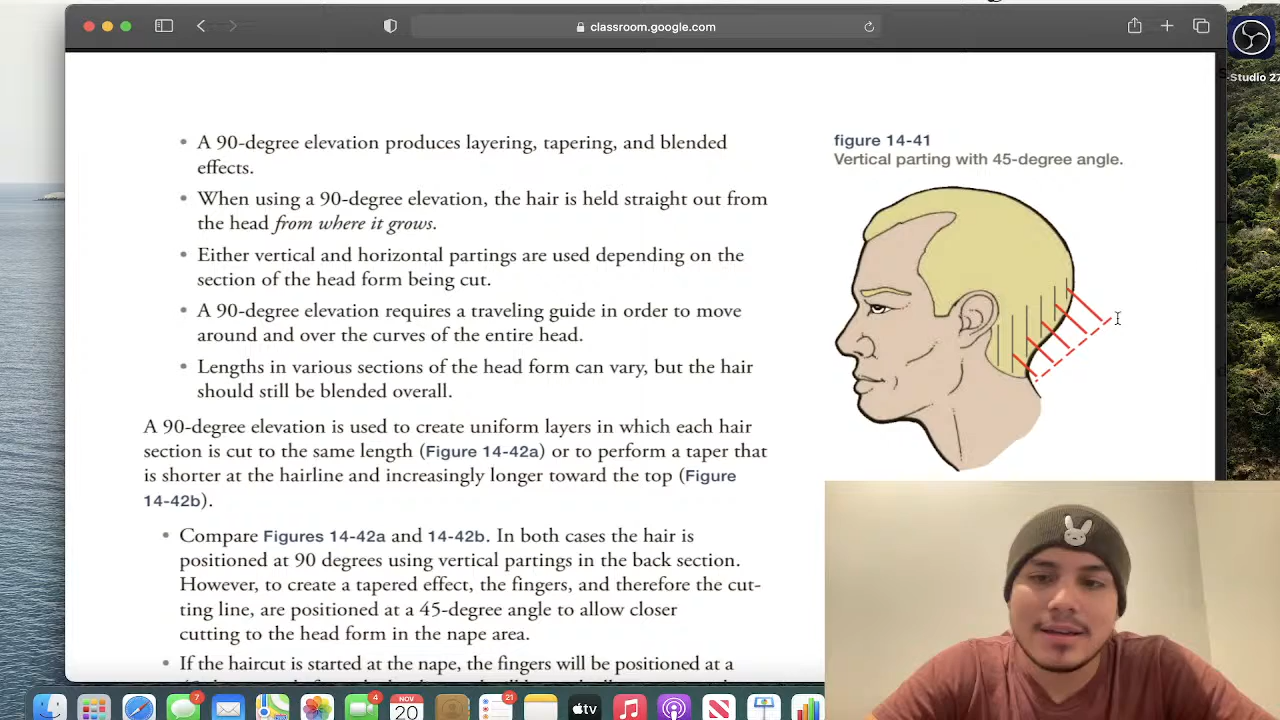 classroom.google.com
-Studio 27
• A 90-degree elevation produces layering, tapering, and blended
effects.
• When using a 90-degree elevation, the hair is held straight out from
the head from where it grows.
• Either vertical and horizontal partings are used depending on the
section of the head form being cut.
• A 90-degree elevation requires a traveling guide in order to move
around and over the curves of the entire head.
• Lengths in various sections of the head form can vary, but the hair
should still be blended overall.
A 90-degree elevation is used to create uniform layers in which each hair
section is cut to the same length (Figure 14-42a) or to perform a taper that
is shorter at the hairline and increasingly longer toward the top (Figure
14-42b).
• Compare Figures 14-42a and 14-42b. In both cases the hair is
positioned at 90 degrees using vertical partings in the back section.
However, to create a tapered effect, the fingers, and therefore the cut-
ting line, are positioned at a 45-degree angle to allow closer
cutting to the head form in the nape area.
• If the haircut is started at the nape, the fingers will be positioned at a
figure 14-41
Vertical parting with 45-degree angle.
7
4
NOV
20
21
tv